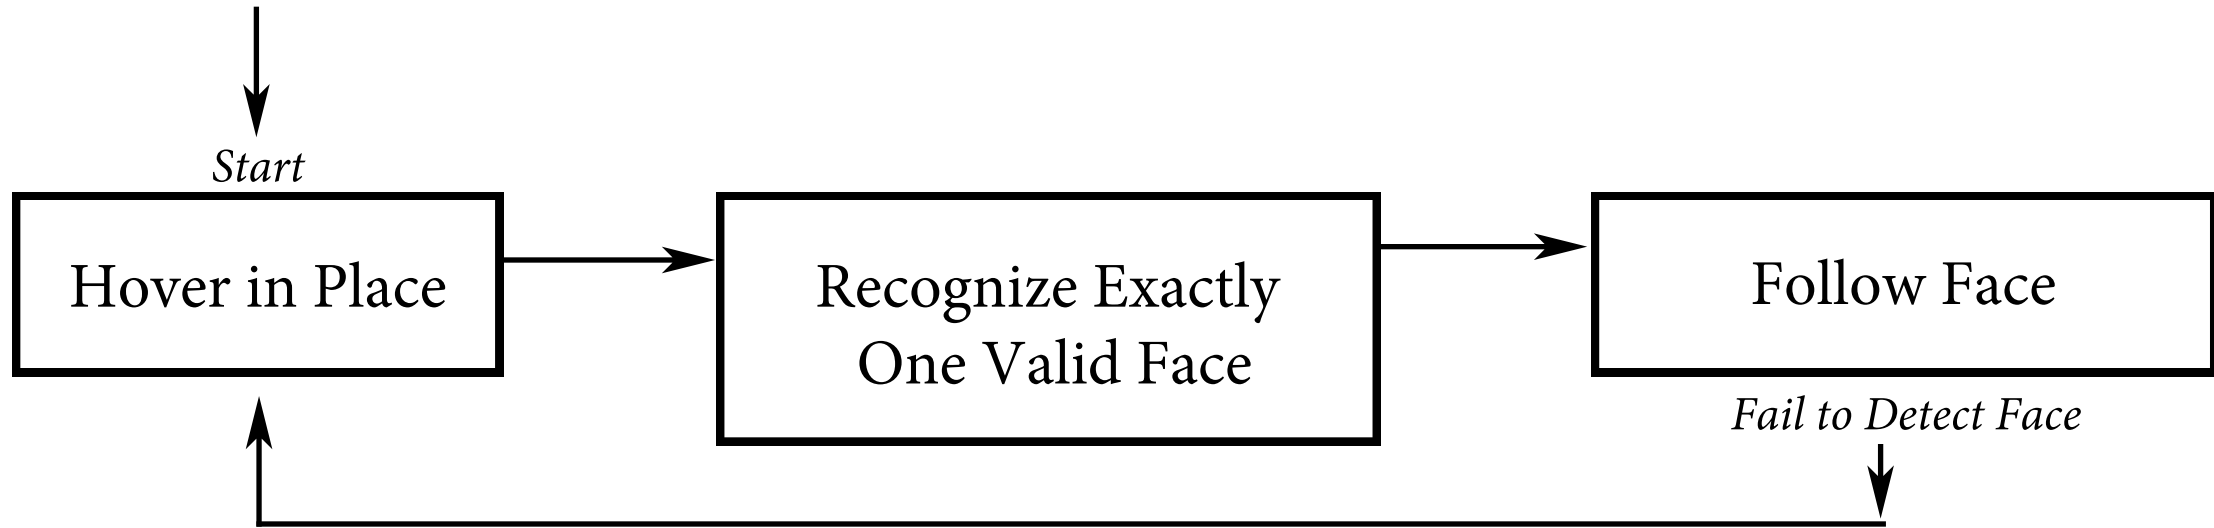 Start
Hover in Place
Recognize Exactly
One Valid Face
Follow Face
Fail to Detect Face